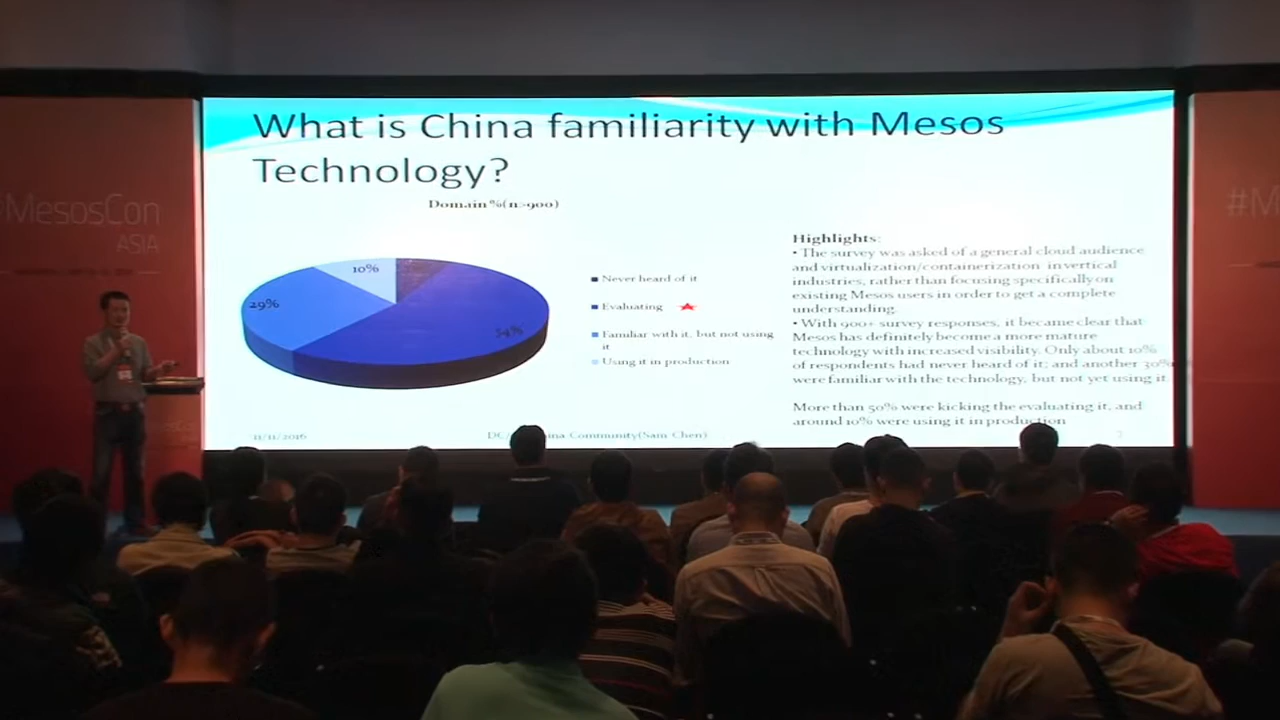 What is China familiarity with Mesos
Technology?
Domain %(n>900)
10%
29%
54%
Never heard of it
Evaluating
Familiar with it, but not using
it
Using it in production
Highlights:
• The survey was asked of a general cloud audience
and virtualization/containerization in vertical
industries, rather than focusing specifically on
existing Mesos users in order to get a complete
understanding.
• With 900+ survey responses, it became clear that
Mesos has definitely become a more mature
technology with increased visability. Only about 10%
of respondents had never heard of it; and another 30%
were familiar with the technology, but not yet using it
More than 50% were kicking the evaluating it, and
around 10% were using it in production
11/11/2016
China Community(Sam Chen)
#MesosCon
ASIA
#M